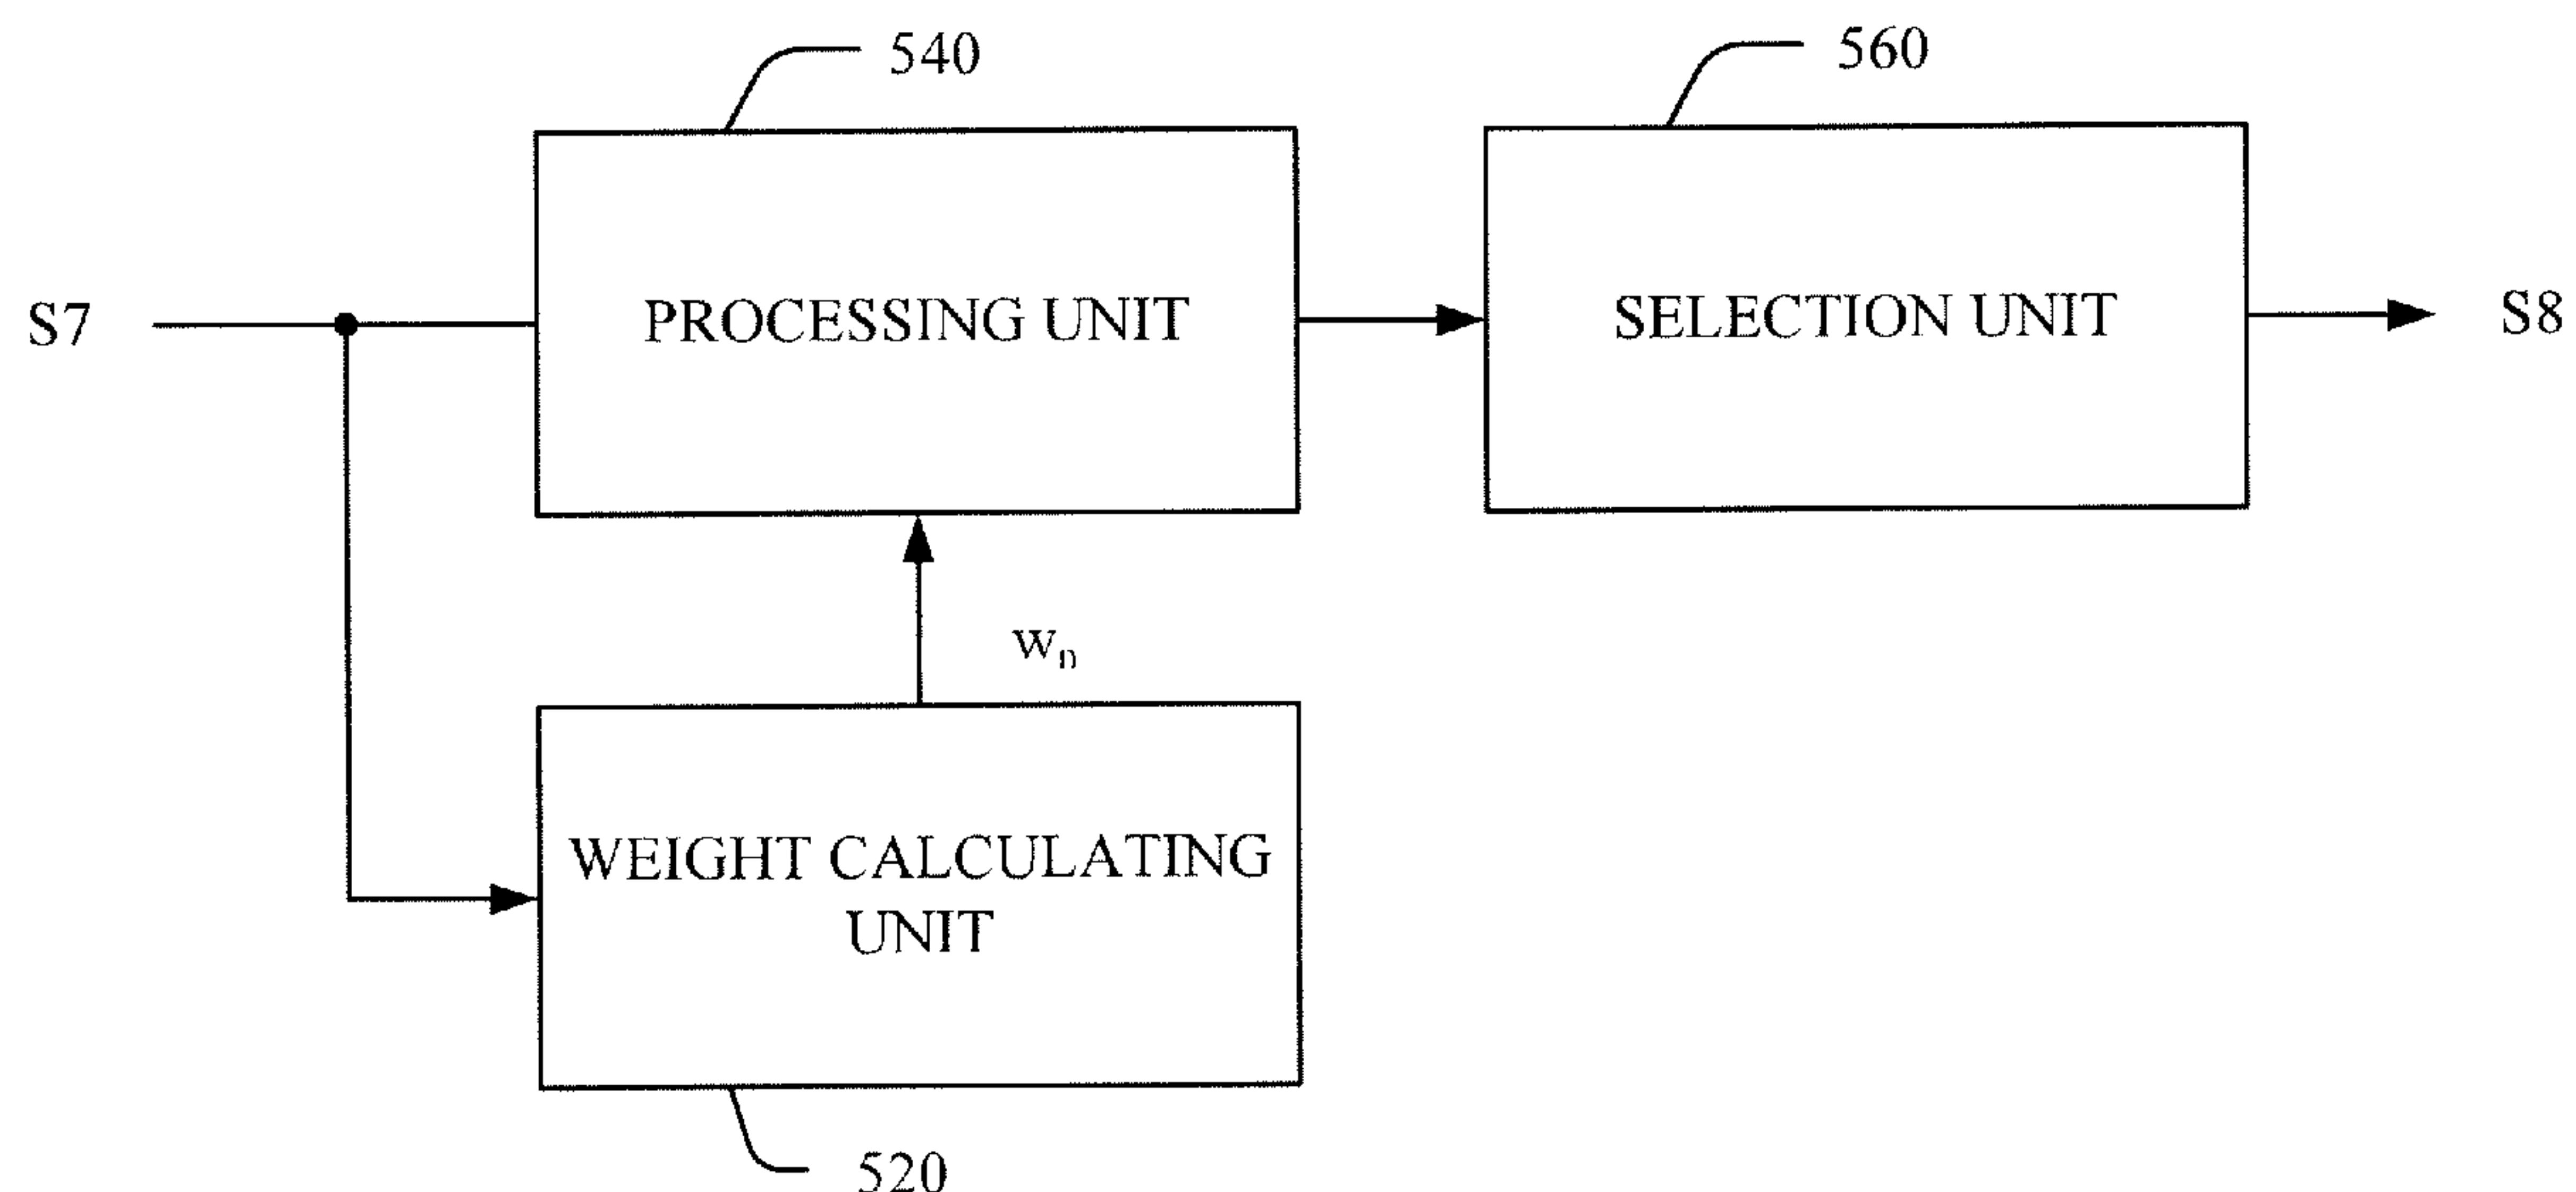 540
560
S7
PROCESSING UNIT
SELECTION UNIT
S8
wn
WEIGHT CALCULATING
UNIT
520